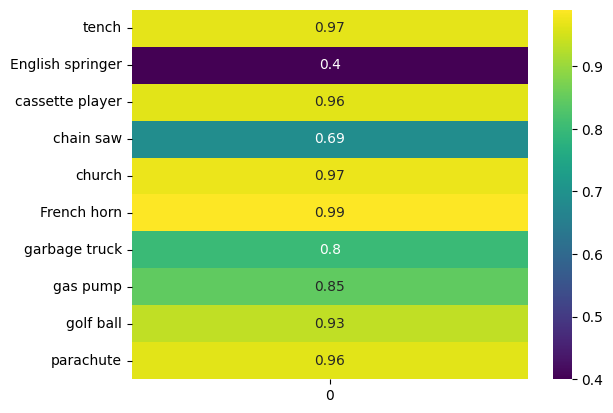 tench 0.97
English springer 0.4
cassette player 0.96
chain saw 0.69
church 0.97
French horn 0.99
garbage truck 0.8
gas pump 0.85
golf ball 0.93
parachute 0.96
0
0.9
0.8
0.7
0.6
0.5
0.4